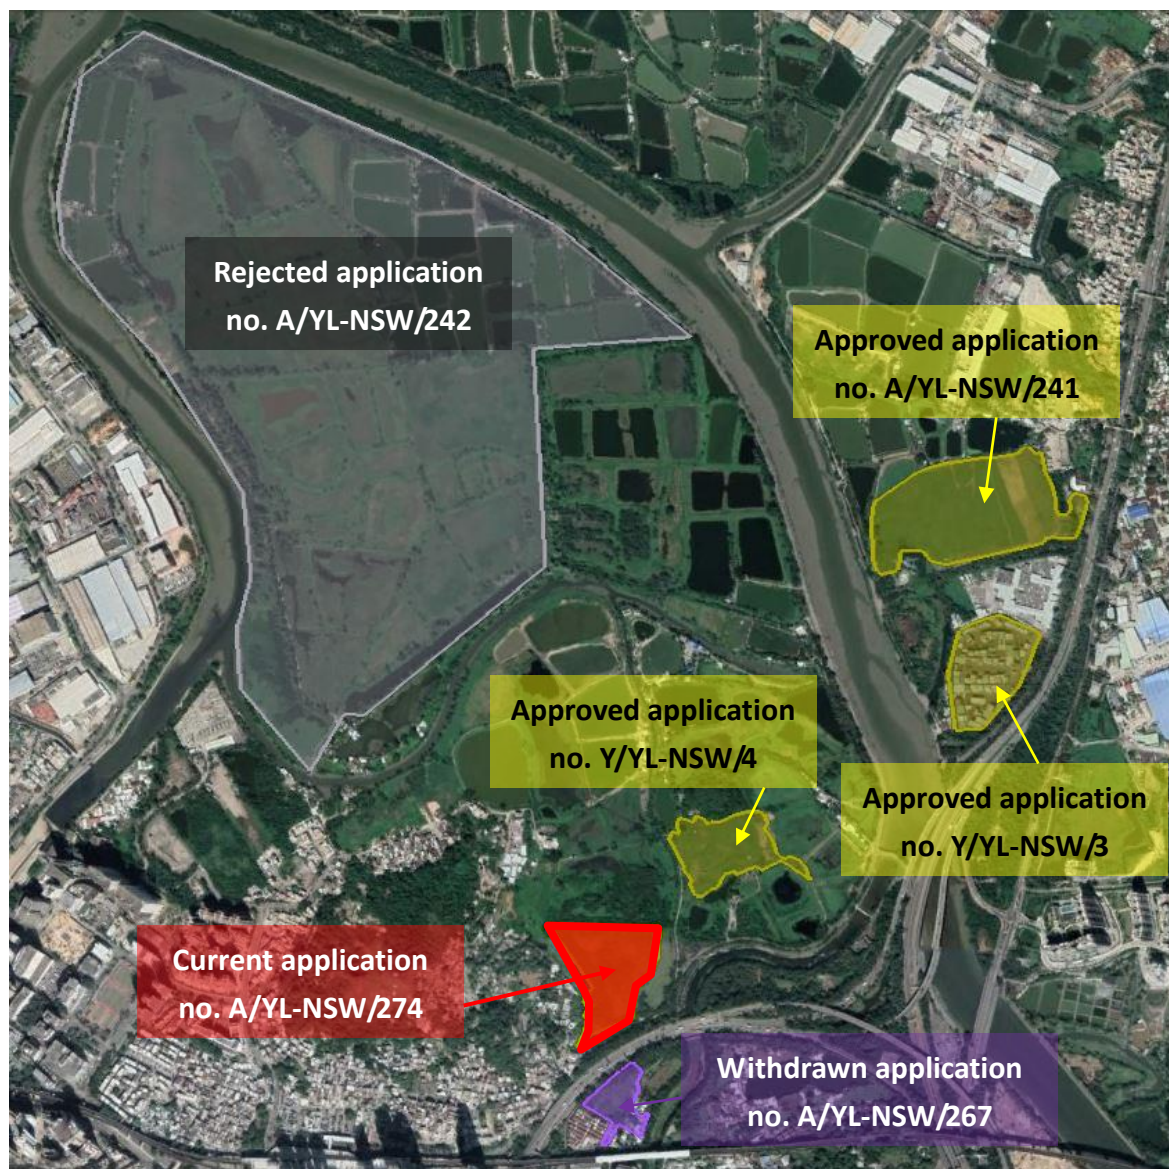 Rejected application
no. A/YL-NSW/242
Approved application
no. A/YL-NSW/241
Approved application
no. Y/YL-NSW/4
Approved application
no. Y/YL-NSW/3
Current application
no. A/YL-NSW/274
Withdrawn application
no. A/YL-NSW/267